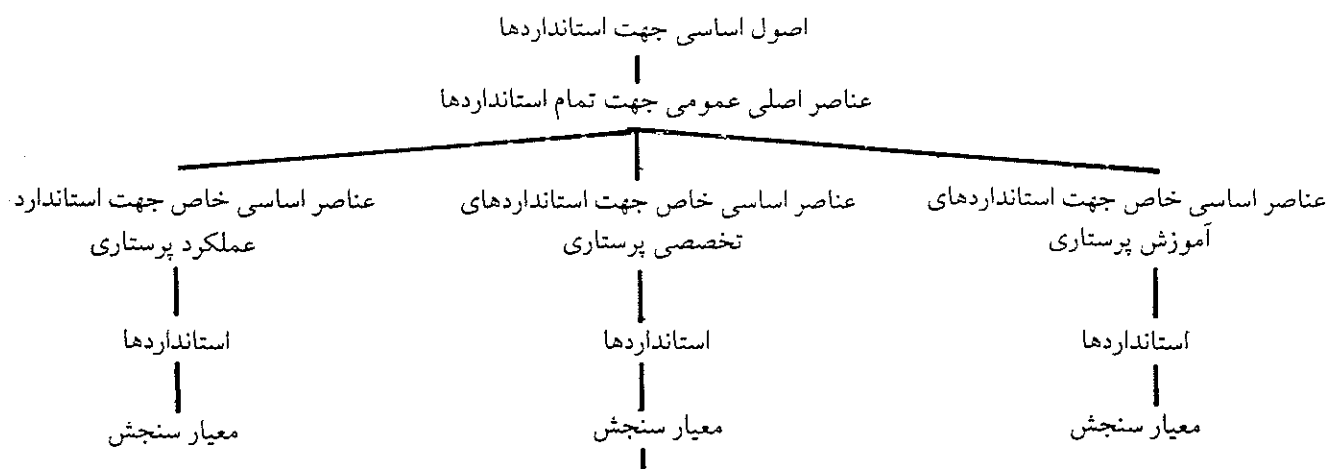 اصول اساسی جهت استانداردها
عناصر اصلی عمومی جهت تمام استانداردها
عناصر اساسی خاص جهت استانداردهای
آموزش پرستاری
عناصر اساسی خاص جهت استانداردهای
تخصصی پرستاری
عناصر اساسی خاص جهت استاندارد
عملکرد پرستاری
استانداردها
استانداردها
استانداردها
معیار سنجش
معیار سنجش
معیار سنجش